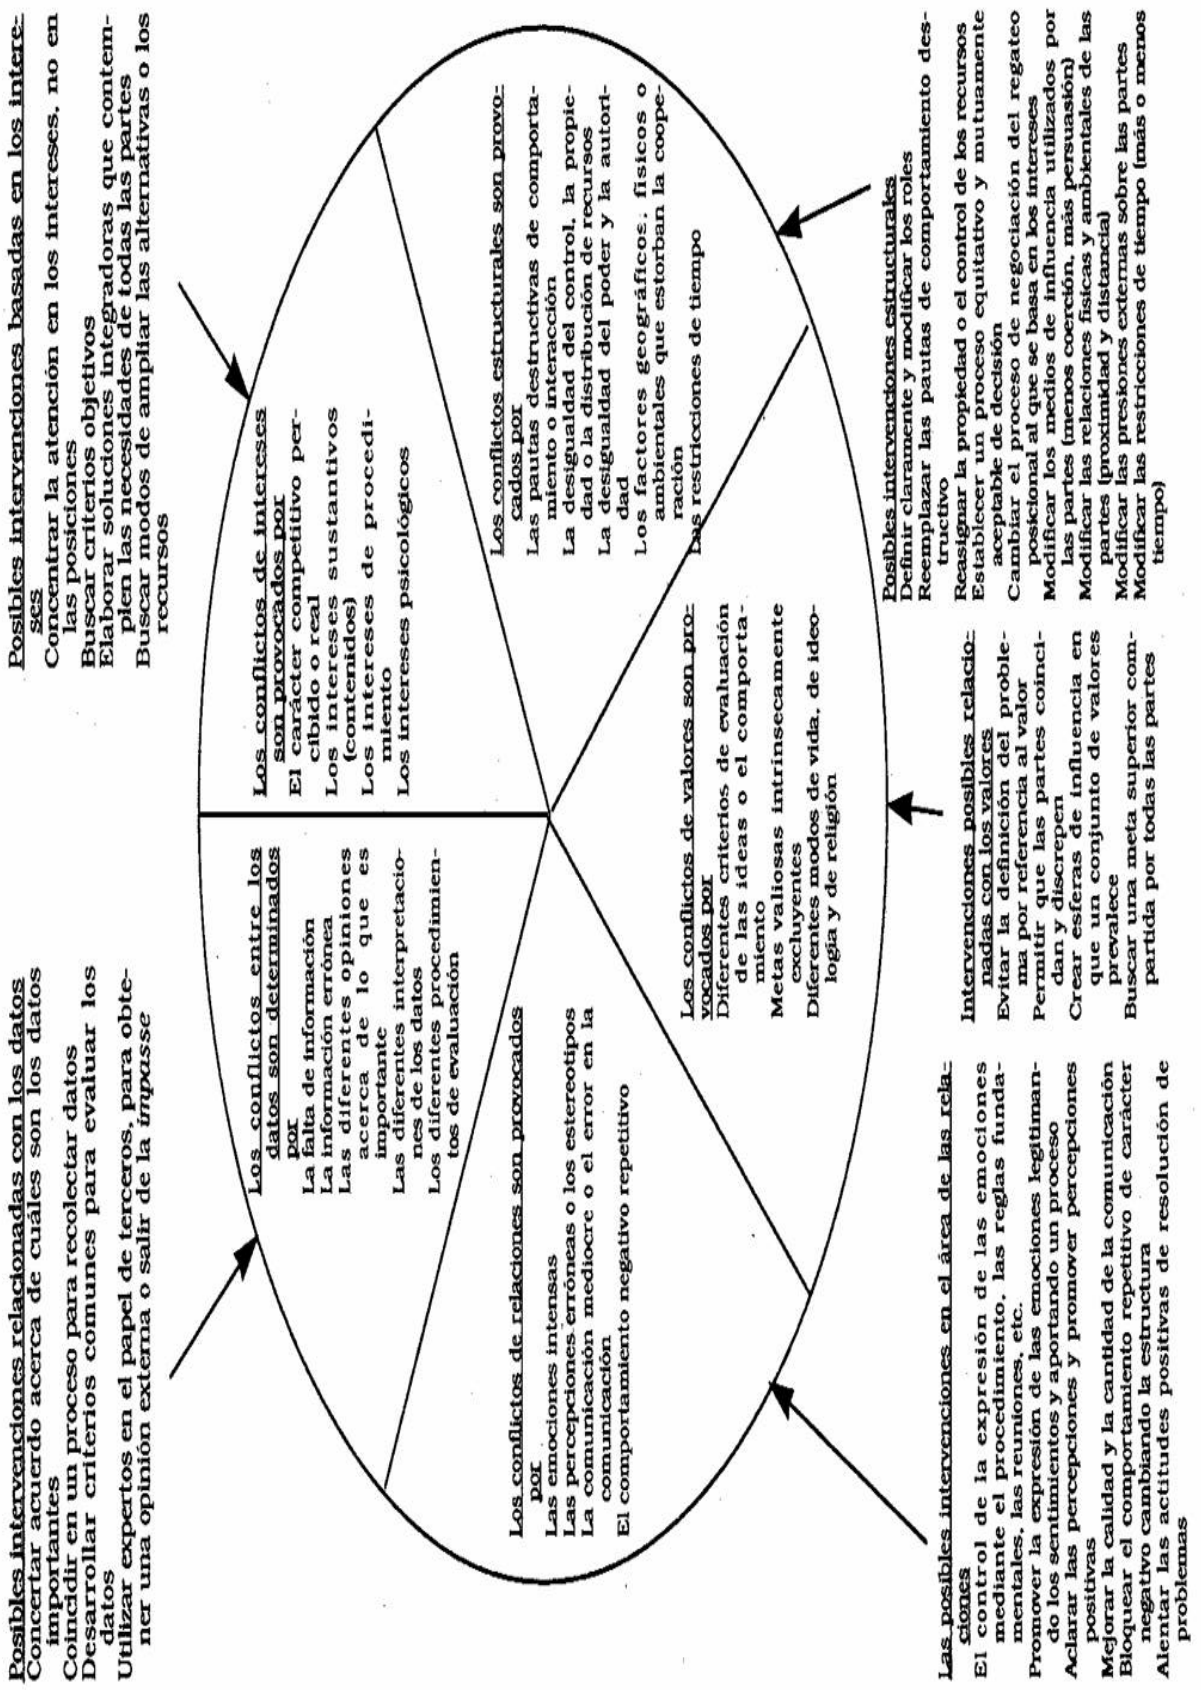 Posibles intervenciones relacionadas con los datos
Concertar acuerdo acerca de cuáles son los datos
importantes
Coincidir en un proceso para recolectar datos
Desarrollar criterios comunes para evaluar los
datos
Utilizar expertos en el papel de terceros, para obte-
ner una opinión externa o salir de la impasse
Posibles intervenciones basadas en los intere-
ses
Concentrar la atención en los intereses, no en
las posiciones
Buscar criterios objetivos
Elaborar soluciones integradoras que contem-
plen las necesidades de todas las partes
Buscar modos de ampliar las alternativas o los
recursos
Los conflictos entre los
datos son determinados
por
La falta de información
La información errónea
Las diferentes opiniones
acerca de lo que es
importante
Las diferentes interpretacio-
nes de los datos
Los diferentes procedimien-
tos de evaluación
Los conflictos de intereses
son provocados por
El carácter competitivo per-
cibido o real
Los intereses sustantivos
(contenidos)
Los intereses de procedi-
miento
Los intereses psicológicos
Los conflictos de relaciones son provocados
por
Las emociones intensas
Las percepciones erróneas o los estereotipos
La comunicación mediocre o el error en la
comunicación
El comportamiento negativo repetitivo
Los conflictos de valores son pro-
vocados por
Diferentes criterios de evaluación
de las ideas o el comporta-
miento
Metas valiosas intrínsecamente
excluyentes
Diferentes modos de vida, de ideo-
logía y de religión
Los conflictos estructurales son provo-
cados por
Las pautas destructivas de comporta-
miento o interacción
La desigualdad del control, la propie-
dad o la distribución de recursos
La desigualdad del poder y la autori-
dad
Los factores geográficos; físicos o
ambientales que estorban la coope-
ración
Las restricciones de tiempo
Las posibles intervenciones en el área de las rela-
ciones
El control de la expresión de las emociones
mediante el procedimiento, las reglas funda-
mentales, las reuniones, etc.
Promover la expresión de las emociones legitiman-
do los sentimientos y aportando un proceso
Aclarar las percepciones y promover percepciones
positivas
Mejorar la calidad y la cantidad de la comunicación
Bloquear el comportamiento repetitivo de carácter
negativo cambiando la estructura
Alentar las actitudes positivas de resolución de
problemas
Intervenciones posibles relacio-
nadas con los valores
Evitar la definición del proble-
ma por referencia al valor
Permitir que las partes coinci-
dan y discrepen
Crear esferas de influencia en
que un conjunto de valores
prevalece
Buscar una meta superior com-
partida por todas las partes
Posibles intervenciones estructurales
Definir claramente y modificar los roles
Reemplazar las pautas de comportamiento des-
tructivo
Reasignar la propiedad o el control de los recursos
Establecer un proceso equitativo y mutuamente
aceptable de decisión
Cambiar el proceso de negociación del regateo
posicional al que se basa en los intereses
Modificar los medios de influencia utilizados por
las partes (menos coerción, más persuasión)
Modificar las relaciones físicas y ambientales de las
partes (proximidad y distancia)
Modificar las presiones externas sobre las partes
Modificar las restricciones de tiempo (más o menos
tiempo)